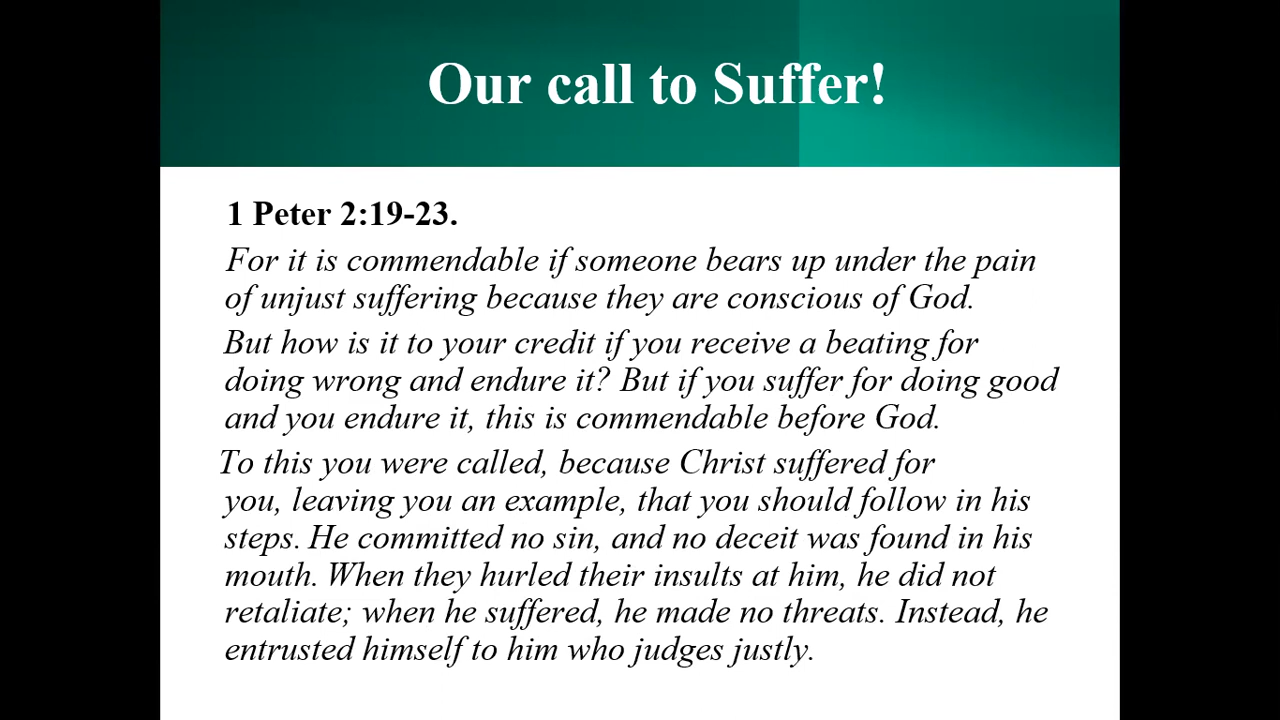 Our call to Suffer!
1 Peter 2:19-23.
For it is commendable if someone bears up under the pain
of unjust suffering because they are conscious of God.
But how is it to your credit if you receive a beating for
doing wrong and endure it? But if you suffer for doing good
and you endure it, this is commendable before God.
To this you were called, because Christ suffered for
you, leaving you an example, that you should follow in his
steps. He committed no sin, and no deceit was found in his
mouth. When they hurled their insults at him, he did not
retaliate; when he suffered, he made no threats. Instead, he
entrusted himself to him who judges justly.